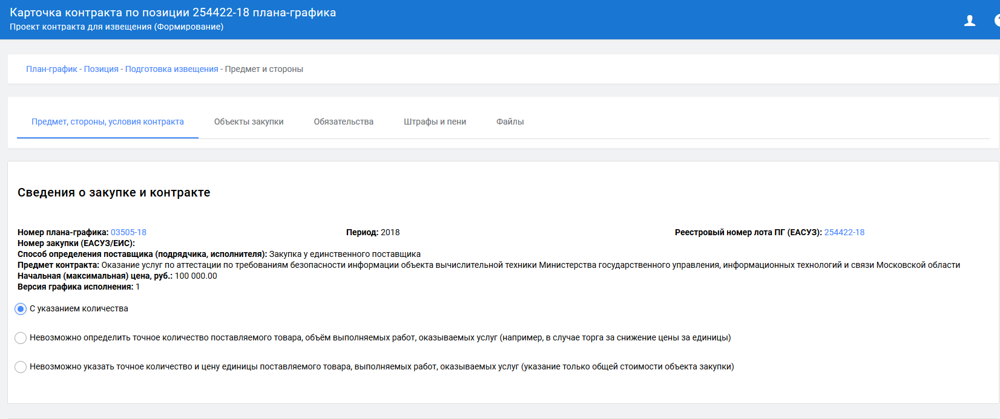 Карточка контракта по позиции 254422-18 плана-графика
Проект контракта для извещения (Формирование)
План-график - Позиция - Подготовка извещения - Предмет и стороны
Предмет, стороны, условия контракта Объекты закупки Обязательства Штрафы и пени Файлы
Сведения о закупке и контракте
Номер плана-графика: 03505-18 Период: 2018 Реестровый номер лота ПГ (ЕАСУЗ): 254422-18
Номер закупки (ЕАСУЗ/ЕИС):
Способ определения поставщика (подрядчика, исполнителя): Закупка у единственного поставщика
Предмет контракта: Оказание услуг по аттестации по требованиям безопасности информации объекта вычислительной техники Министерства государственного управления, информационных технологий и связи Московской области
Начальная (максимальная) цена, руб.: 100 000.00
Версия графика исполнения: 1
С указанием количества
Невозможно определить точное количество поставляемого товара, объём выполняемых работ, оказываемых услуг (например, в случае торга за снижение цены за единицы)
Невозможно указать точное количество и цену единицы поставляемого товара, выполняемых работ, оказываемых услуг (указание только общей стоимости объекта закупки)